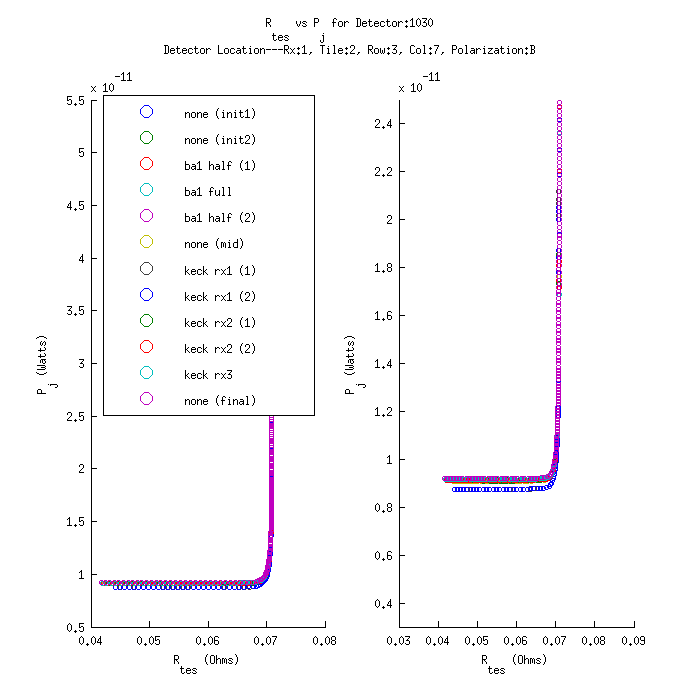 R_tes vs P_j for Detector:1030
Detector Location---Rx:1, Tile:2, Row:3, Col:7, Polarization:B
x 10^-11
5.5
5
4.5
4
3.5
3
2.5
2
1.5
1
0.5
P_j (Watts)
0.04 0.05 0.06 0.07 0.08
R_tes (Ohms)
none (init1)
none (init2)
ba1 half (1)
ba1 full
ba1 half (2)
none (mid)
keck rx1 (1)
keck rx1 (2)
keck rx2 (1)
keck rx2 (2)
keck rx3
none (final)
x 10^-11
2.4
2.2
2
1.8
1.6
1.4
1.2
1
0.8
0.6
0.4
P_j (Watts)
0.03 0.04 0.05 0.06 0.07 0.08 0.09
R_tes (Ohms)